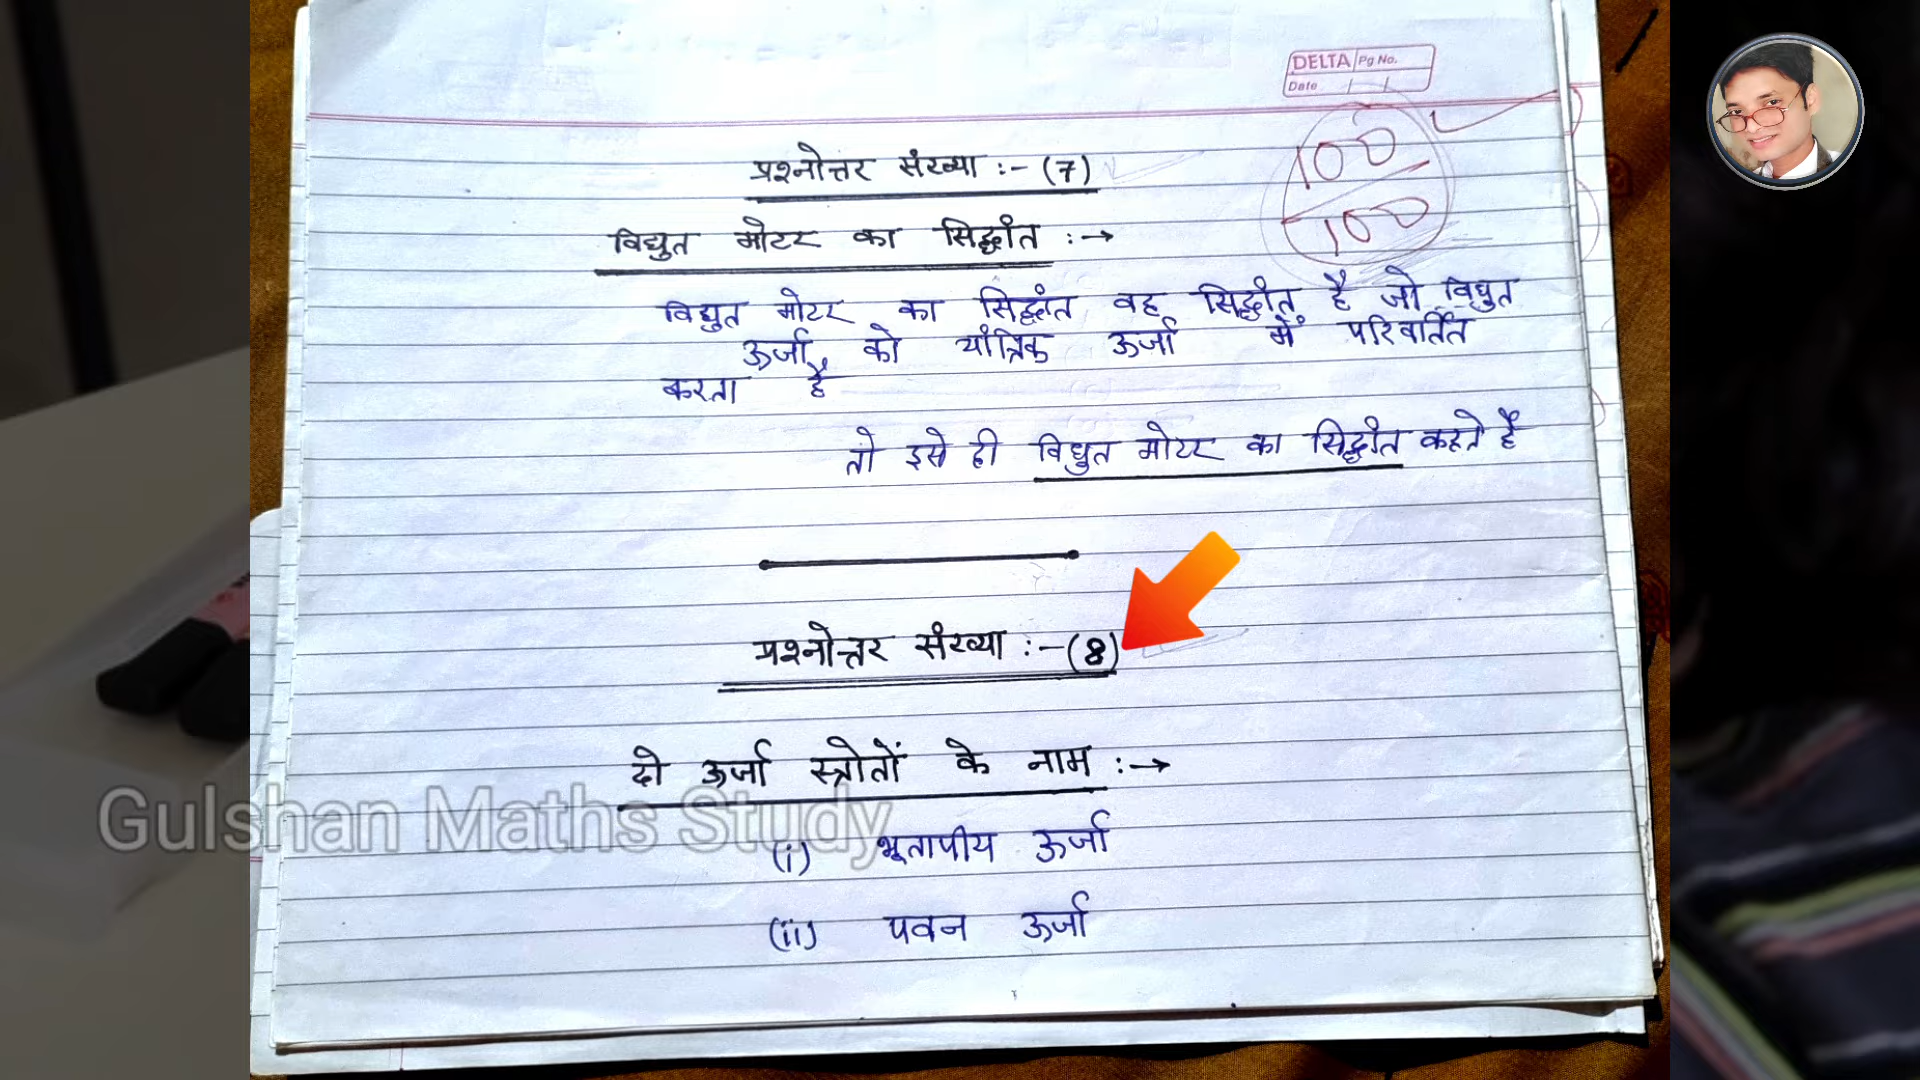 DELTA Pg No.
Date / /
100
100
प्रश्नोत्तर संख्या :- (7)
विद्युत मोटर का सिद्धांत :→
विद्युत मोटर का सिद्धांत वह सिद्धांत है जो विद्युत
ऊर्जा को यांत्रिक ऊर्जा में परिवर्तित
करता है
तो इसे ही विद्युत मोटर का सिद्धांत कहते हैं
प्रश्नोत्तर संख्या :- (8)
दो ऊर्जा स्त्रोतों के नाम :→
Gulshan Maths Study
(i) भूतापीय ऊर्जा
(ii) पवन ऊर्जा